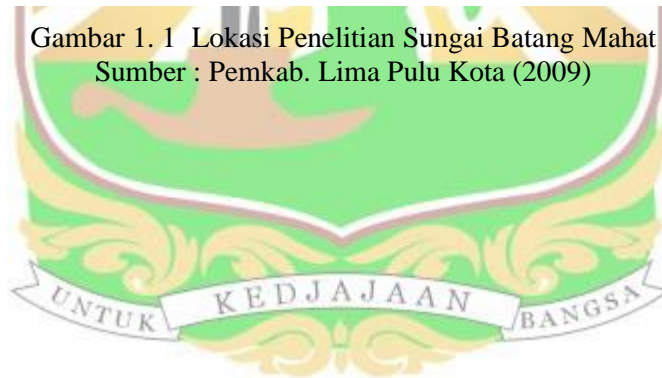 Gambar 1. 1 Lokasi Penelitian Sungai Batang Mahat
Sumber : Pemkab. Lima Pulu Kota (2009)
UNTUK KEDJAJAAN BANGSA